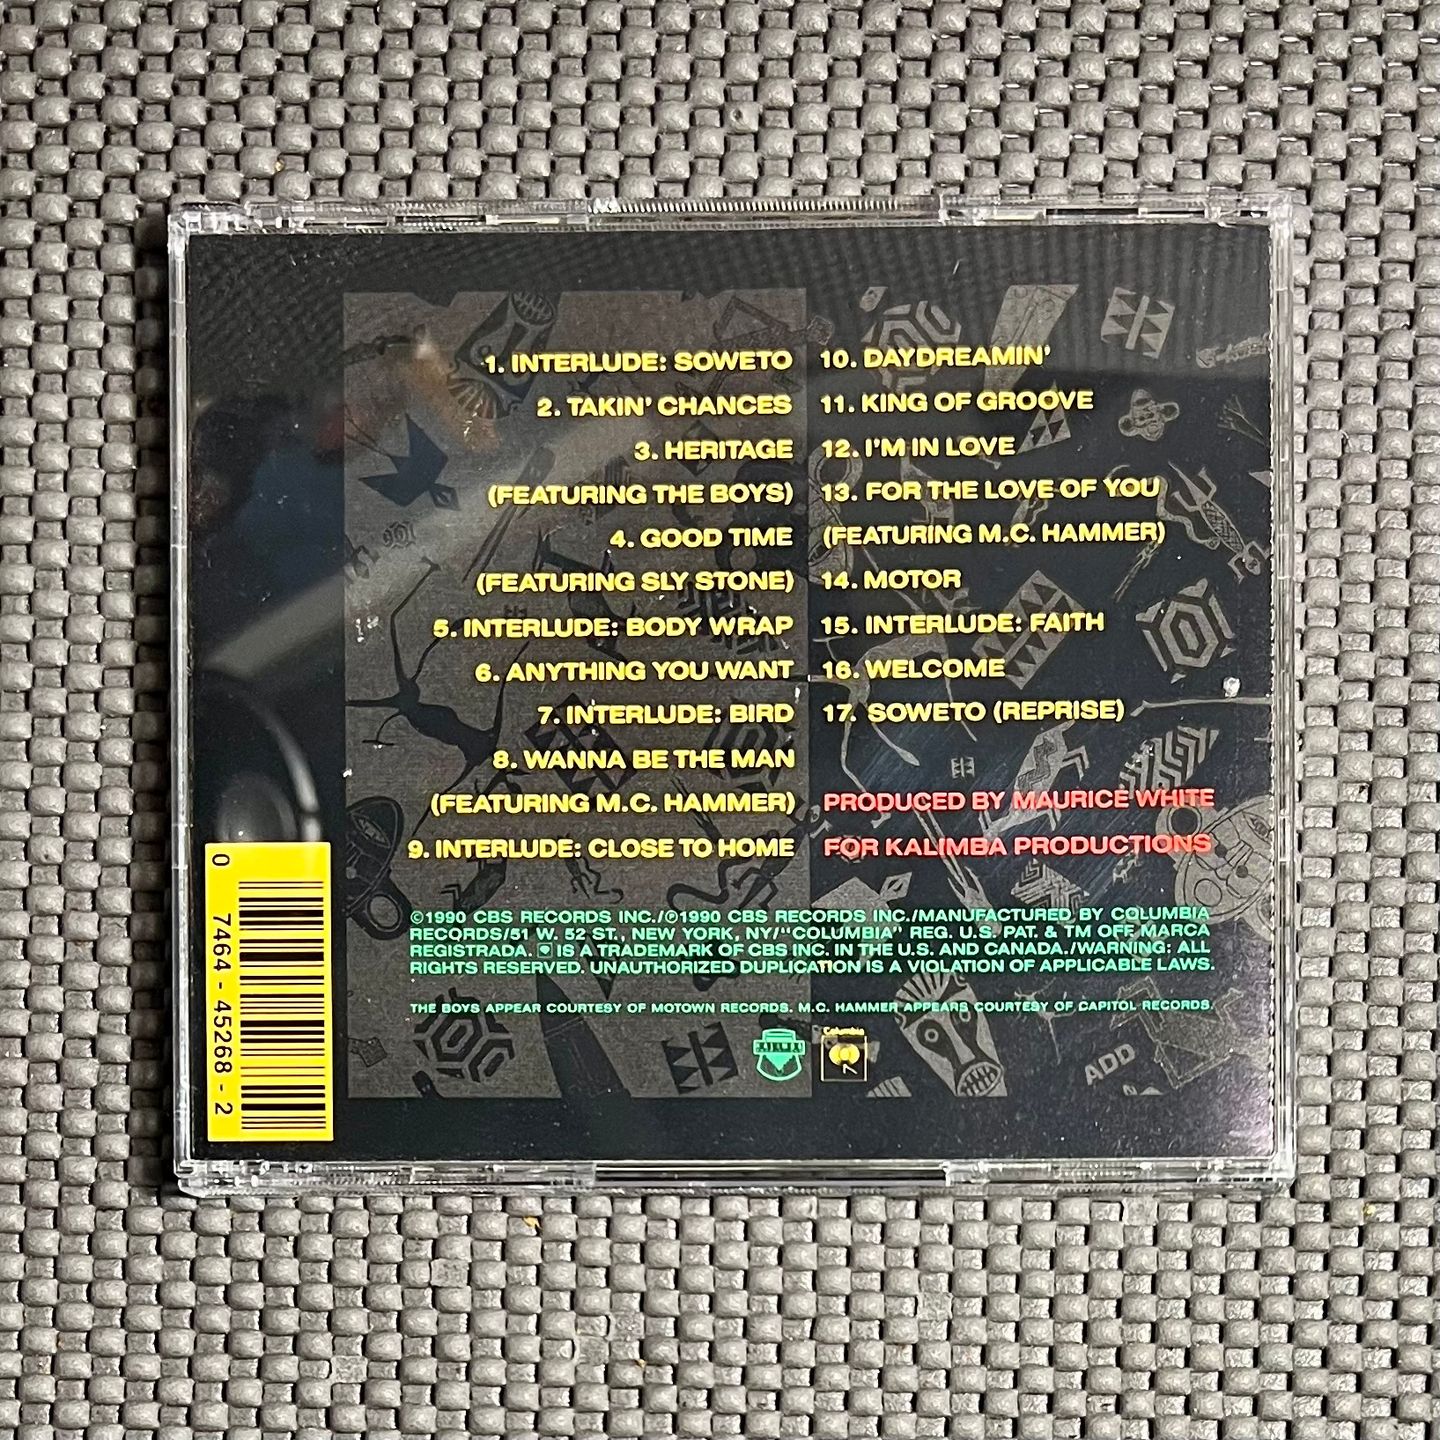 1. INTERLUDE: SOWETO
2. TAKIN' CHANCES
3. HERITAGE
(FEATURING THE BOYS)
4. GOOD TIME
(FEATURING SLY STONE)
5. INTERLUDE: BODY WRAP
6. ANYTHING YOU WANT
7. INTERLUDE: BIRD
8. WANNA BE THE MAN
(FEATURING M.C. HAMMER)
9. INTERLUDE: CLOSE TO HOME
10. DAYDREAMIN'
11. KING OF GROOVE
12. I'M IN LOVE
13. FOR THE LOVE OF YOU
(FEATURING M.C. HAMMER)
14. MOTOR
15. INTERLUDE: FAITH
16. WELCOME
17. SOWETO (REPRISE)
PRODUCED BY MAURICE WHITE
FOR KALIMBA PRODUCTIONS
©1990 CBS RECORDS INC./℗1990 CBS RECORDS INC./MANUFACTURED BY COLUMBIA
RECORDS/51 W. 52 ST., NEW YORK, NY/"COLUMBIA" REG. U.S. PAT. & TM OFF. MARCA
REGISTRADA. IS A TRADEMARK OF CBS INC. IN THE U.S. AND CANADA./WARNING: ALL
RIGHTS RESERVED. UNAUTHORIZED DUPLICATION IS A VIOLATION OF APPLICABLE LAWS.
THE BOYS APPEAR COURTESY OF MOTOWN RECORDS. M.C. HAMMER APPEARS COURTESY OF CAPITOL RECORDS.
KALIMBA
Columbia
ADD
0 7464-45268-2